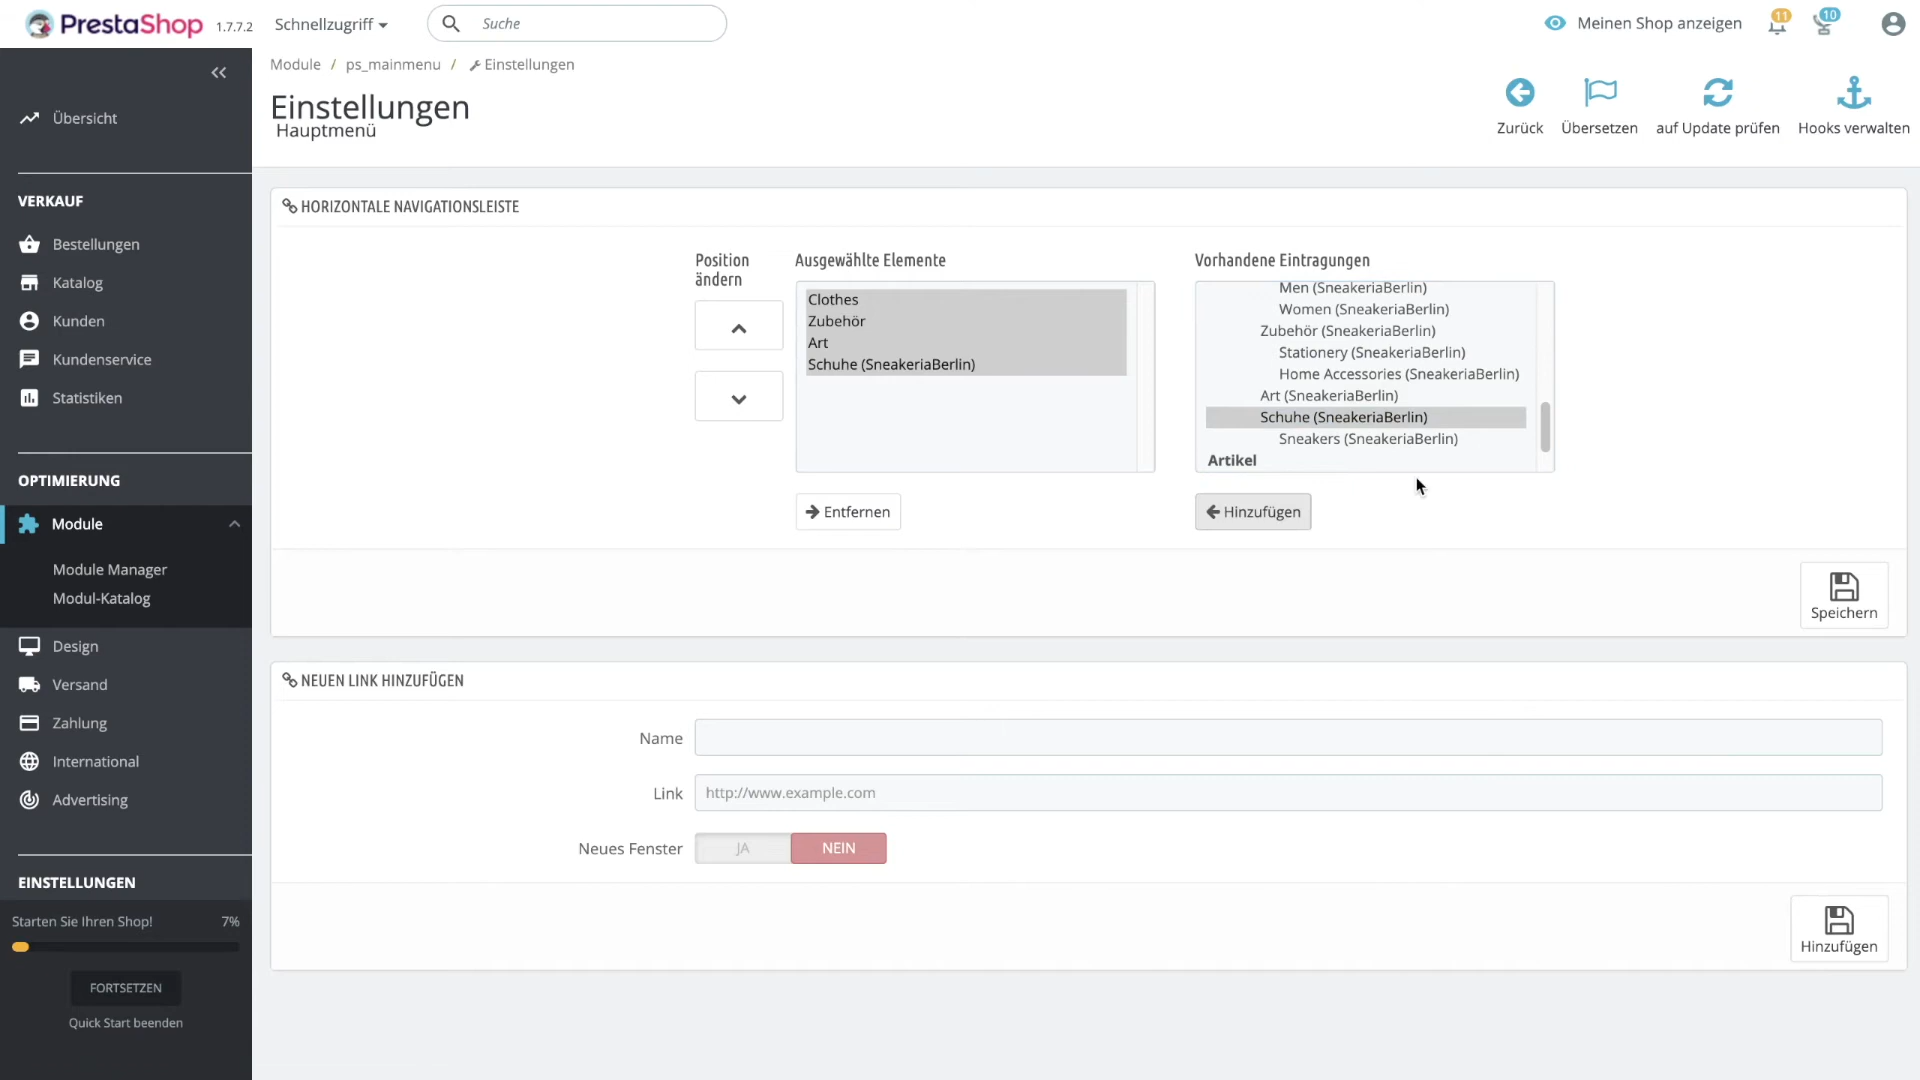 PrestaShop 1.7.7.2
Schnellzugriff
Suche
Meinen Shop anzeigen
11
10
Module / ps_mainmenu / Einstellungen
Einstellungen
Hauptmenü
Zurück
Übersetzen
auf Update prüfen
Hooks verwalten
Übersicht
VERKAUF
Bestellungen
Katalog
Kunden
Kundenservice
Statistiken
OPTIMIERUNG
Module
Module Manager
Modul-Katalog
Design
Versand
Zahlung
International
Advertising
EINSTELLUNGEN
Starten Sie Ihren Shop! 7%
FORTSETZEN
Quick Start beenden
HORIZONTALE NAVIGATIONSLEISTE
Position
ändern
Ausgewählte Elemente
Clothes
Zubehör
Art
Schuhe (SneakeriaBerlin)
Entfernen
Vorhandene Eintragungen
Men (SneakeriaBerlin)
Women (SneakeriaBerlin)
Zubehör (SneakeriaBerlin)
Stationery (SneakeriaBerlin)
Home Accessories (SneakeriaBerlin)
Art (SneakeriaBerlin)
Schuhe (SneakeriaBerlin)
Sneakers (SneakeriaBerlin)
Artikel
Hinzufügen
Speichern
NEUEN LINK HINZUFÜGEN
Name
Link http://www.example.com
Neues Fenster JA NEIN
Hinzufügen